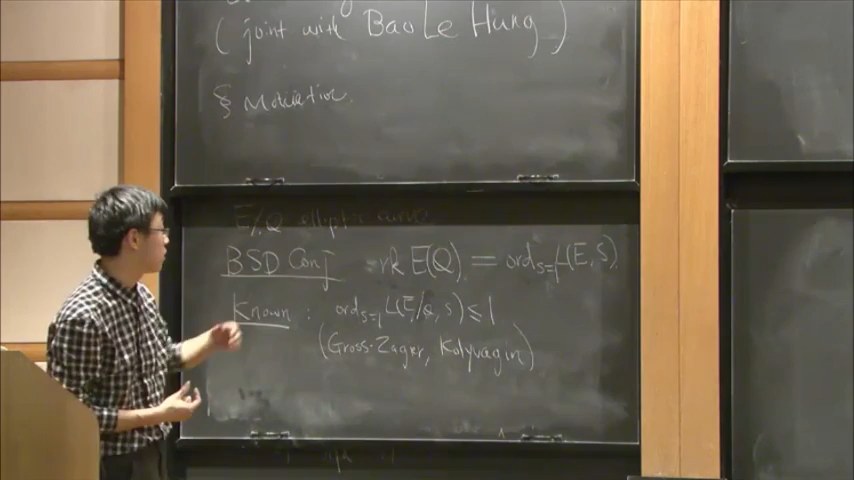 (joint with Bao Le Hung)
§ Motivation.
E/Q elliptic curve
BSD Conj rk E(Q) = ord_{s=1} L(E, S).
Known : ord_{s=1} L(E/Q, s) ≤ 1
(Gross-Zager, Kolyvagin)